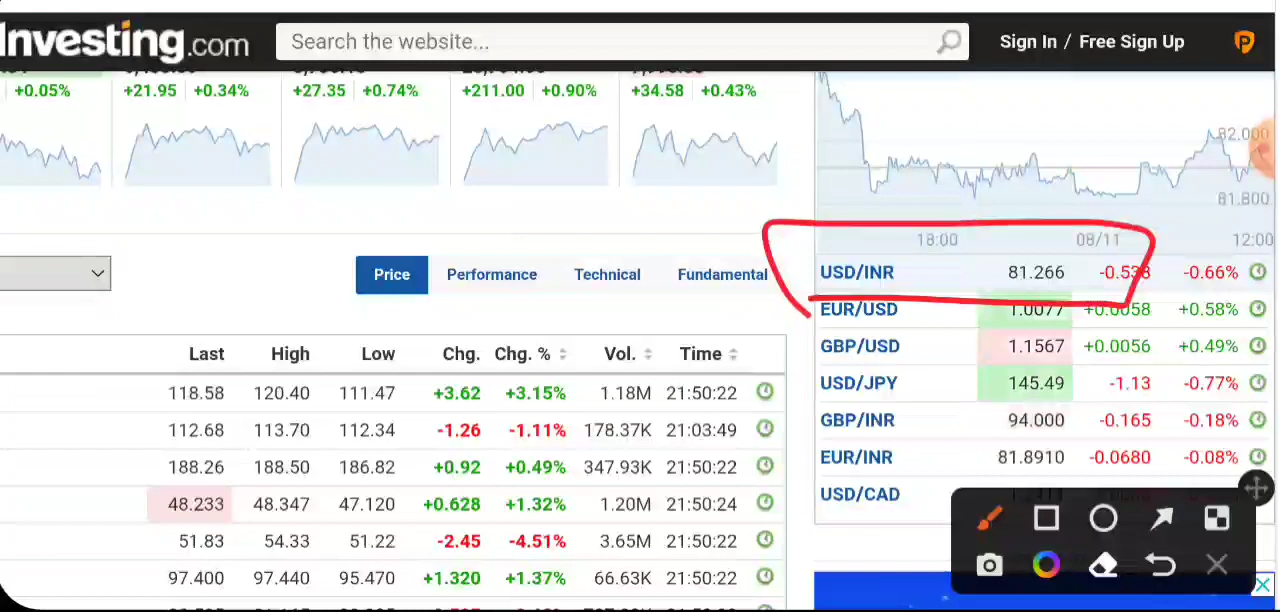 Investing.com
Search the website...
Sign In / Free Sign Up
+0.05% +21.95 +0.34% +27.35 +0.74% +211.00 +0.90% +34.58 +0.43%
82.000
81.800
18:00 08/11 12:00
Price Performance Technical Fundamental
USD/INR 81.266 -0.538 -0.66%
EUR/USD 1.0077 +0.0058 +0.58%
GBP/USD 1.1567 +0.0056 +0.49%
USD/JPY 145.49 -1.13 -0.77%
GBP/INR 94.000 -0.165 -0.18%
EUR/INR 81.8910 -0.0680 -0.08%
USD/CAD
Last High Low Chg. Chg. % Vol. Time
118.58 120.40 111.47 +3.62 +3.15% 1.18M 21:50:22
112.68 113.70 112.34 -1.26 -1.11% 178.37K 21:03:49
188.26 188.50 186.82 +0.92 +0.49% 347.93K 21:50:22
48.233 48.347 47.120 +0.628 +1.32% 1.20M 21:50:24
51.83 54.33 51.22 -2.45 -4.51% 3.65M 21:50:22
97.400 97.440 95.470 +1.320 +1.37% 66.63K 21:50:22